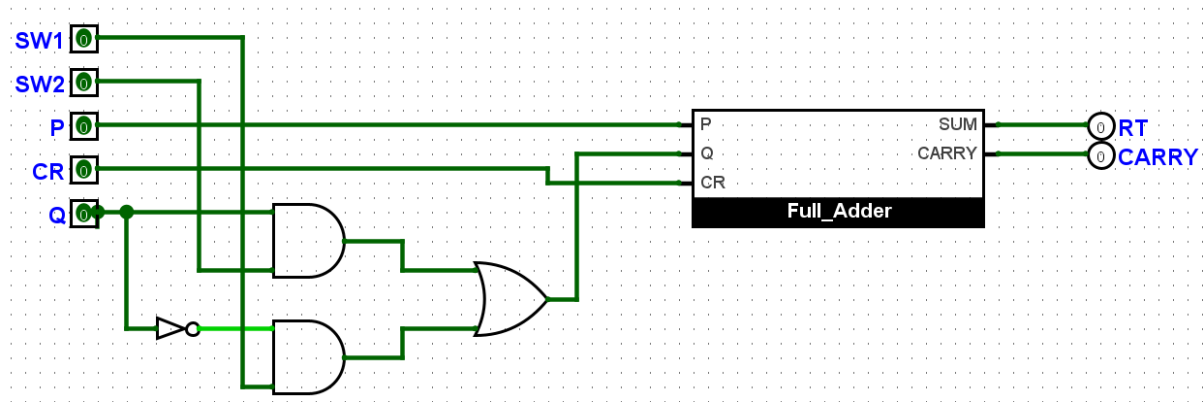 SW1 0
SW2 0
P 0
CR 0
Q 0
P SUM
Q CARRY
CR
Full_Adder
0 RT
0 CARRY